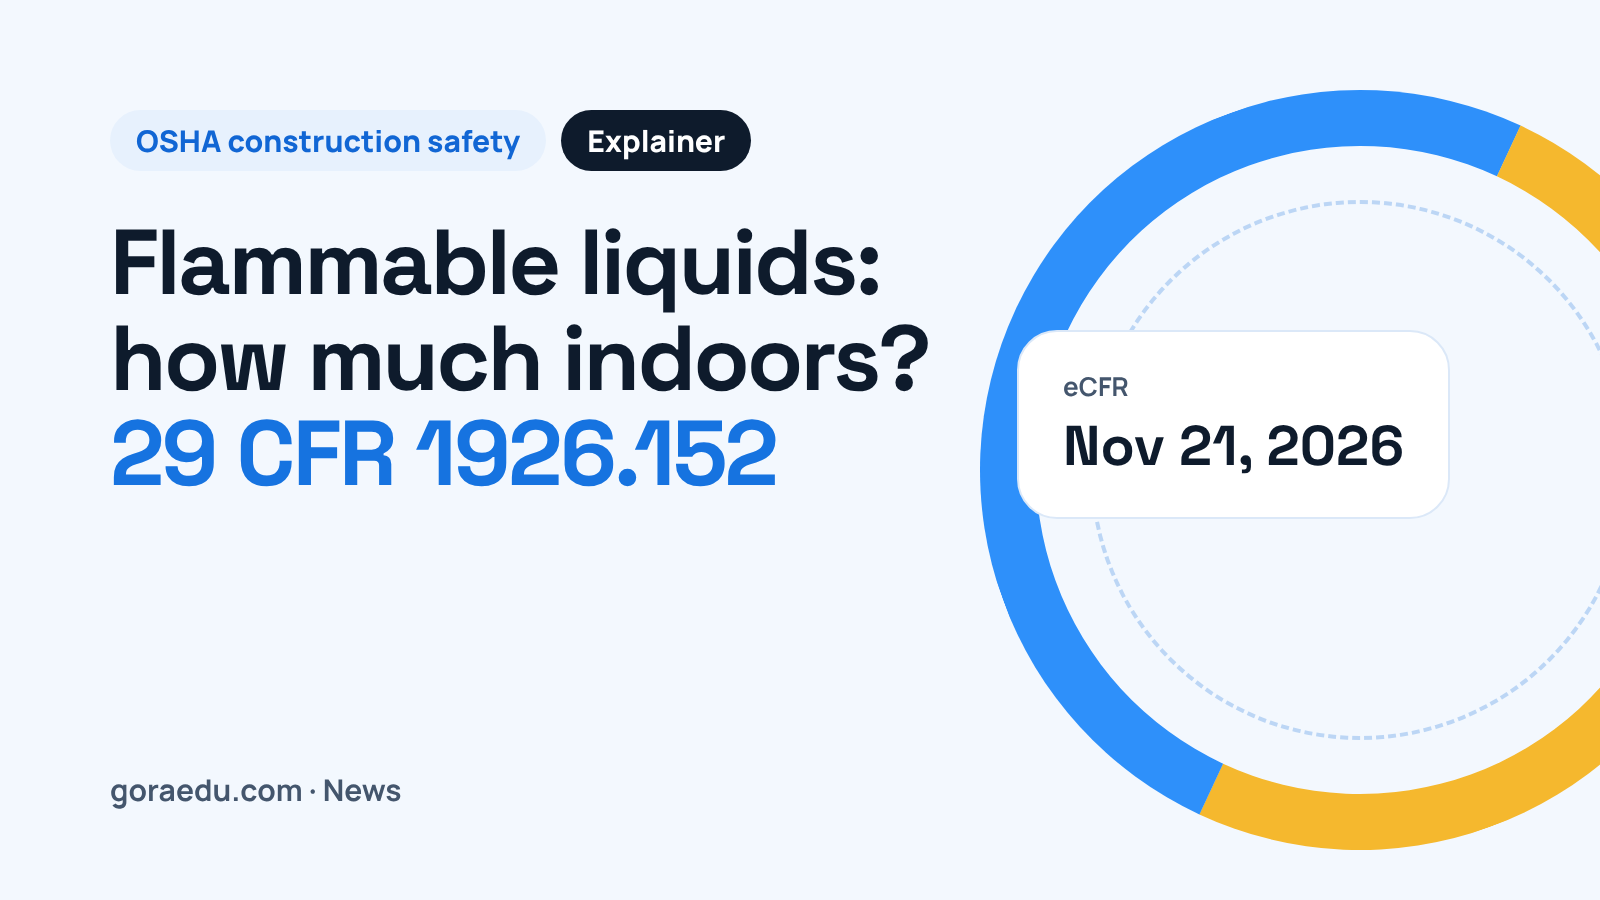 OSHA construction safety
Explainer
Flammable liquids:
how much indoors?
29 CFR 1926.152
eCFR
Nov 21, 2026
goraedu.com · News